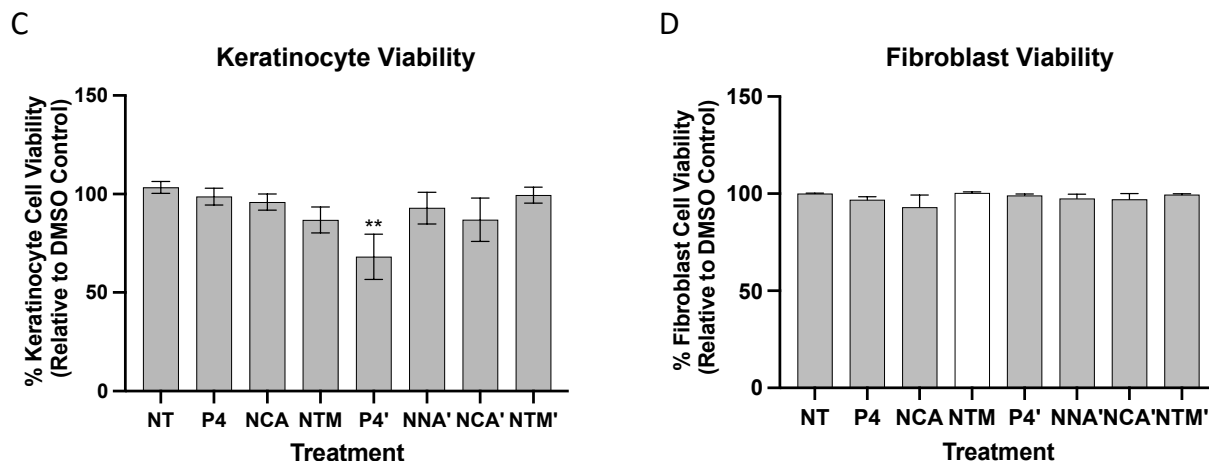 C
Keratinocyte Viability
% Keratinocyte Cell Viability
(Relative to DMSO Control)
150
100
50
0
**
NT P4 NCA NTM P4' NNA' NCA' NTM'
Treatment
D
Fibroblast Viability
% Fibroblast Cell Viability
(Relative to DMSO Control)
150
100
50
0
NT P4 NCA NTM P4' NNA' NCA' NTM'
Treatment